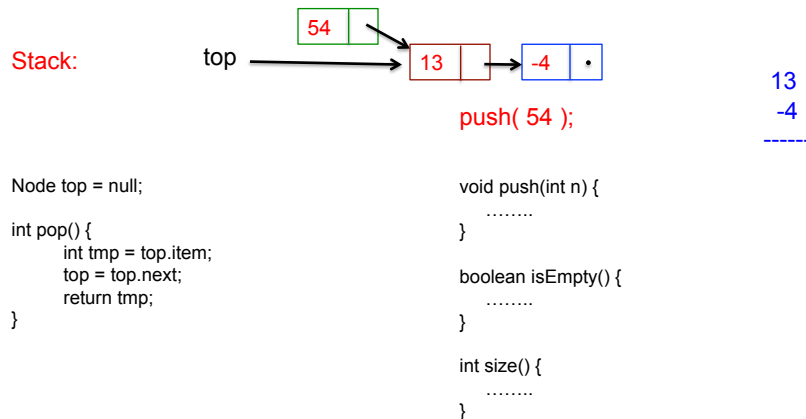 54
Stack:
top
13
-4
push( 54 );
13
-4
------
Node top = null;
int pop() {
int tmp = top.item;
top = top.next;
return tmp;
}
void push(int n) {
……..
}
boolean isEmpty() {
……..
}
int size() {
……..
}